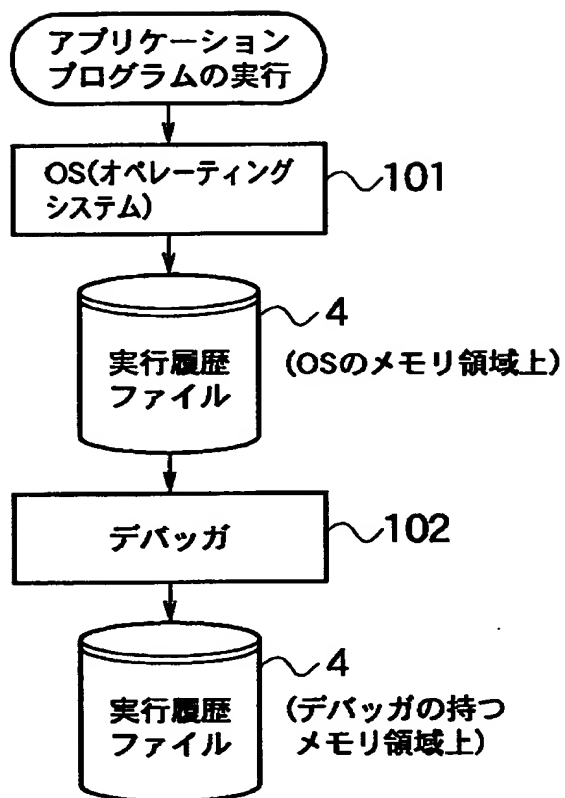 アプリケーション
プログラムの実行
OS(オペレーティング
システム)
101
4
実行履歴
ファイル
(OSのメモリ領域上)
デバッガ
102
4
実行履歴
ファイル
(デバッガの持つ
メモリ領域上)